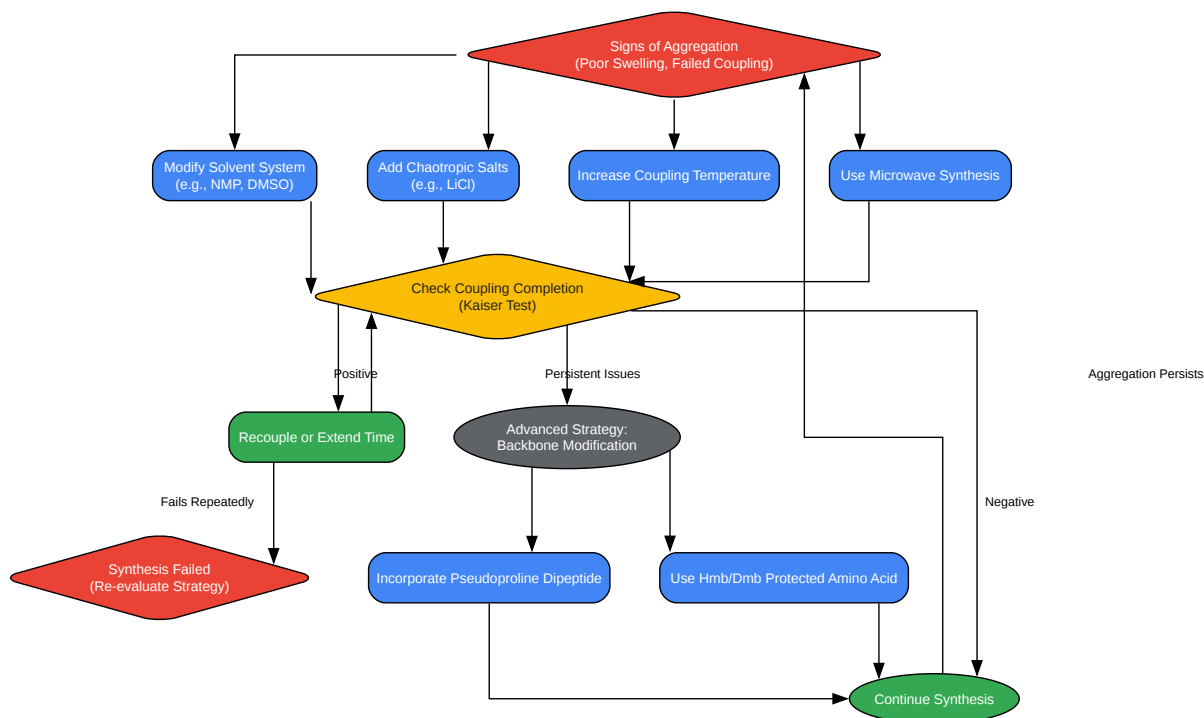 Signs of Aggregation
(Poor Swelling, Failed Coupling)
Modify Solvent System
(e.g., NMP, DMSO)
Add Chaotropic Salts
(e.g., LiCl)
Increase Coupling Temperature
Use Microwave Synthesis
Check Coupling Completion
(Kaiser Test)
Positive
Persistent Issues
Aggregation Persists
Recouple or Extend Time
Advanced Strategy:
Backbone Modification
Fails Repeatedly
Negative
Synthesis Failed
(Re-evaluate Strategy)
Incorporate Pseudoproline Dipeptide
Use Hmb/Dmb Protected Amino Acid
Continue Synthesis